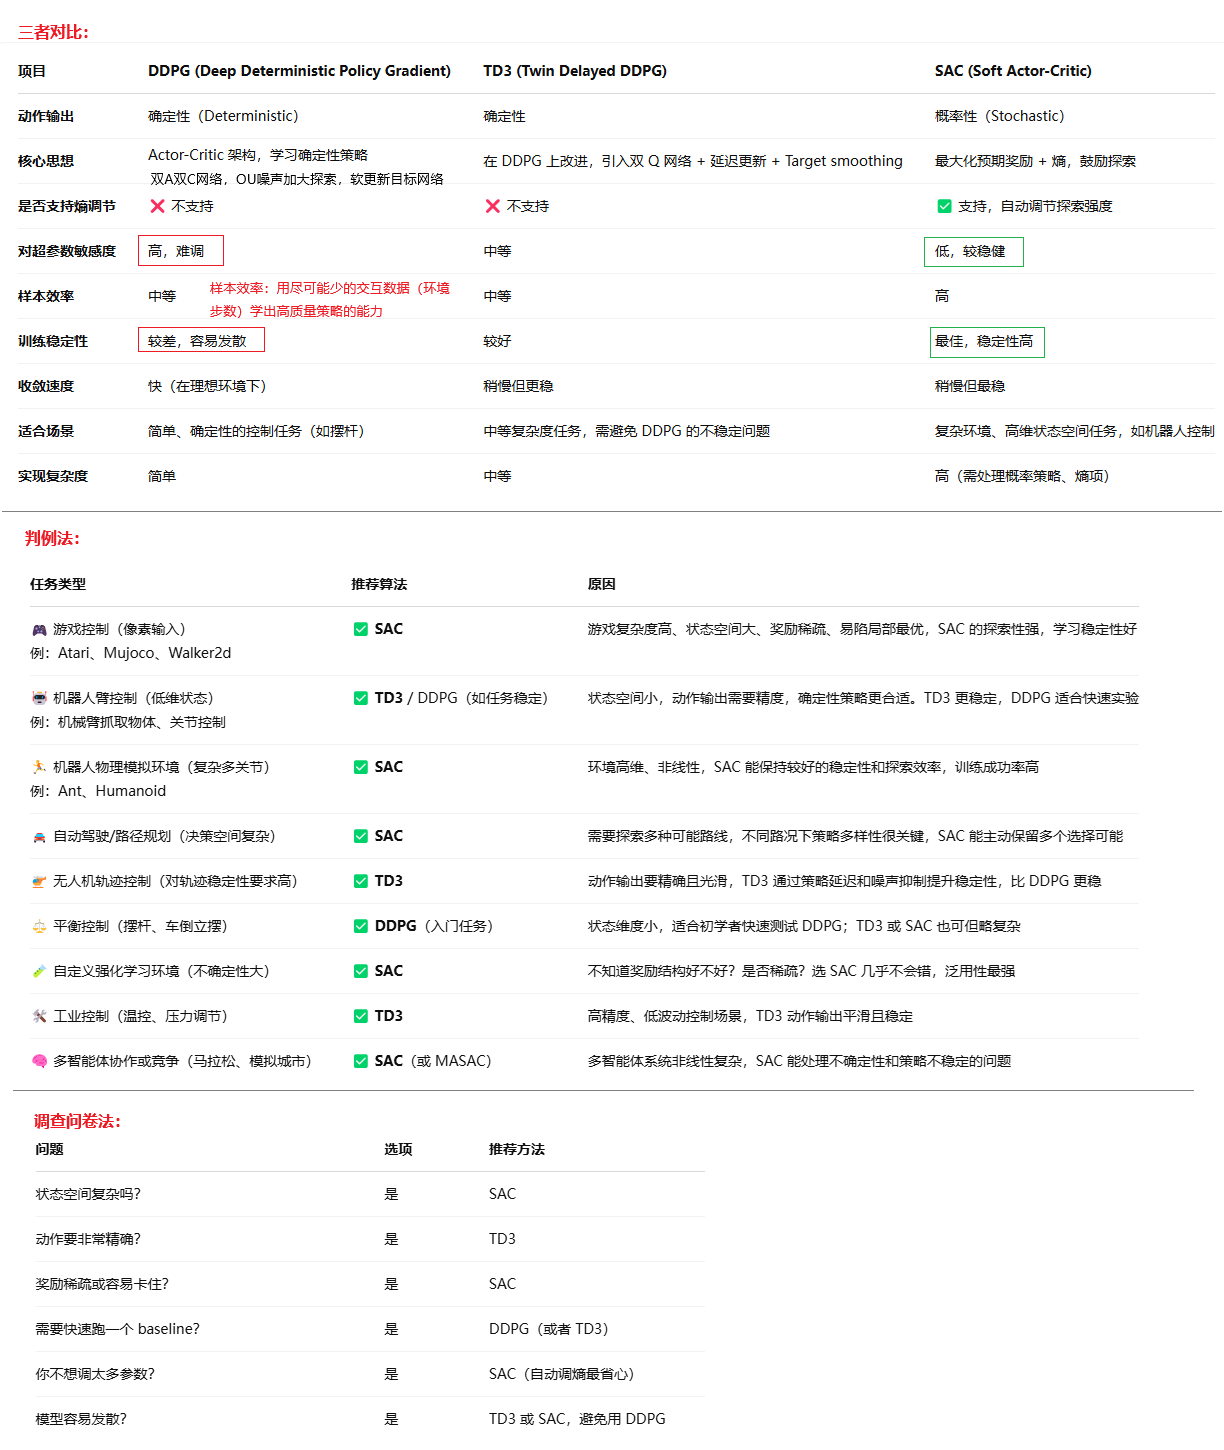 三者对比：
项目 DDPG (Deep Deterministic Policy Gradient) TD3 (Twin Delayed DDPG) SAC (Soft Actor-Critic)
动作输出 确定性（Deterministic） 确定性 概率性（Stochastic）
核心思想 Actor-Critic 架构，学习确定性策略 在 DDPG 上改进，引入双 Q 网络 + 延迟更新 + Target smoothing 最大化预期奖励 + 熵，鼓励探索
双A双C网络，OU噪声加大探索，软更新目标网络
是否支持熵调节 ❌ 不支持 ❌ 不支持 ✅ 支持，自动调节探索强度
对超参数敏感度 高，难调 中等 低，较稳健
样本效率 中等 样本效率：用尽可能少的交互数据（环境 中等 高
步数）学出高质量策略的能力
训练稳定性 较差，容易发散 较好 最佳，稳定性高
收敛速度 快（在理想环境下） 稍慢但更稳 稍慢但最稳
适合场景 简单、确定性的控制任务（如摆杆） 中等复杂度任务，需避免 DDPG 的不稳定问题 复杂环境、高维状态空间任务，如机器人控制
实现复杂度 简单 中等 高（需处理概率策略、熵项）
判例法：
任务类型 推荐算法 原因
🎮 游戏控制（像素输入） ✅ SAC 游戏复杂度高、状态空间大、奖励稀疏、易陷局部最优，SAC 的探索性强，学习稳定性好
例：Atari、Mujoco、Walker2d
🤖 机器人臂控制（低维状态） ✅ TD3 / DDPG（如任务稳定） 状态空间小，动作输出需要精度，确定性策略更合适。TD3 更稳定，DDPG 适合快速实验
例：机械臂抓取物体、关节控制
🏃 机器人物理模拟环境（复杂多关节） ✅ SAC 环境高维、非线性，SAC 能保持较好的稳定性和探索效率，训练成功率高
例：Ant、Humanoid
🚘 自动驾驶/路径规划（决策空间复杂） ✅ SAC 需要探索多种可能路线，不同路况下策略多样性很关键，SAC 能主动保留多个选择可能
🚁 无人机轨迹控制（对轨迹稳定性要求高） ✅ TD3 动作输出要精确且光滑，TD3 通过策略延迟和噪声抑制提升稳定性，比 DDPG 更稳
⚖️ 平衡控制（摆杆、车倒立摆） ✅ DDPG（入门任务） 状态维度小，适合初学者快速测试 DDPG；TD3 或 SAC 也可但略复杂
🧪 自定义强化学习环境（不确定性大） ✅ SAC 不知道奖励结构好不好？是否稀疏？选 SAC 几乎不会错，泛用性最强
🛠️ 工业控制（温控、压力调节） ✅ TD3 高精度、低波动控制场景，TD3 动作输出平滑且稳定
🧠 多智能体协作或竞争（马拉松、模拟城市） ✅ SAC（或 MASAC） 多智能体系统非线性复杂，SAC 能处理不确定性和策略不稳定的问题
调查问卷法：
问题 选项 推荐方法
状态空间复杂吗？ 是 SAC
动作要非常精确？ 是 TD3
奖励稀疏或容易卡住？ 是 SAC
需要快速跑一个 baseline？ 是 DDPG（或者 TD3）
你不想调太多参数？ 是 SAC（自动调熵最省心）
模型容易发散？ 是 TD3 或 SAC，避免用 DDPG